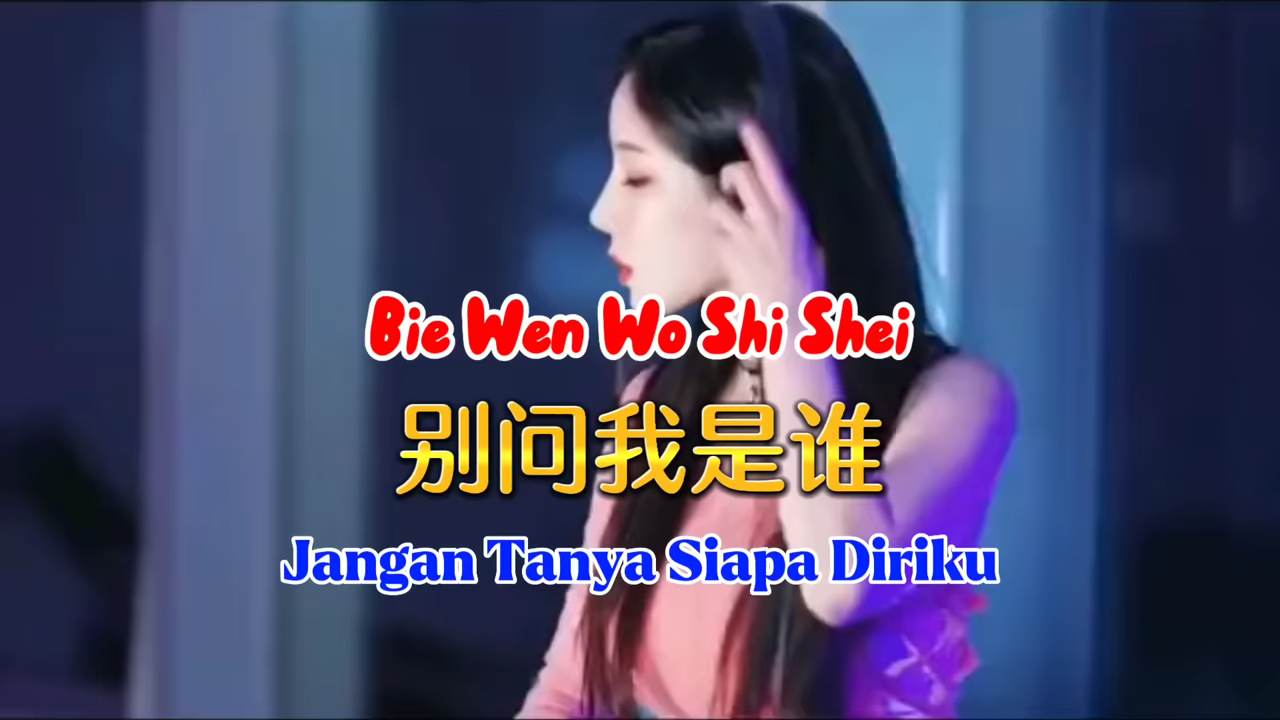 Bie Wen Wo Shi Shei
别问我是谁
Jangan Tanya Siapa Diriku